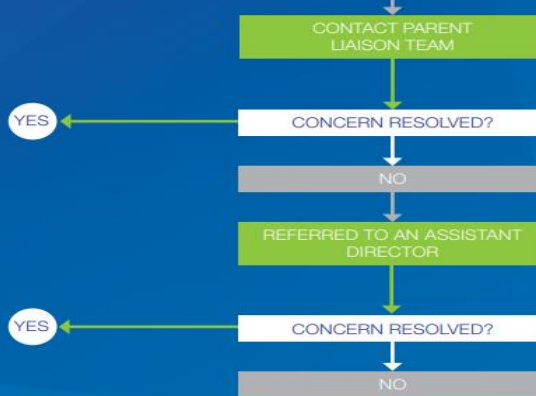 CONTACT PARENT
LIAISON TEAM
YES
CONCERN RESOLVED?
NO
REFERRED TO AN ASSISTANT
DIRECTOR
YES
CONCERN RESOLVED?
NO